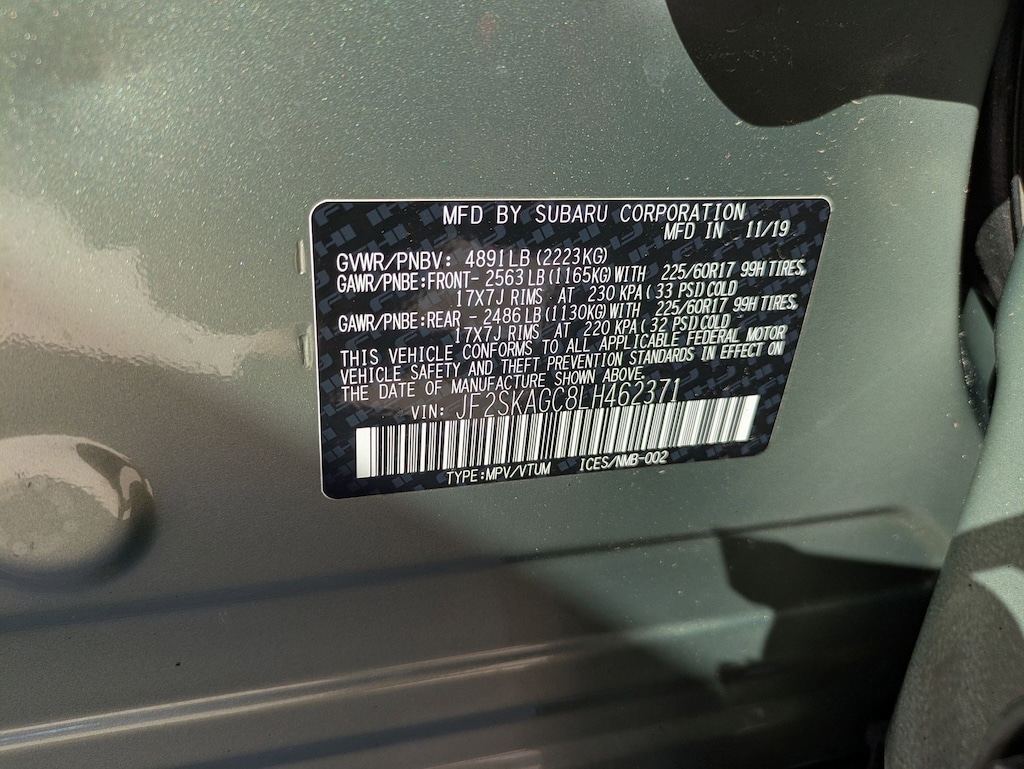 MFD BY SUBARU CORPORATION
MFD IN 11/19
GVWR/PNBV: 4891LB(2223KG)
GAWR/PNBE:FRONT- 2563LB(1165KG)WITH 225/60R17 99H TIRES,
17X7J RIMS AT 230 KPA( 33 PSI)COLD
GAWR/PNBE:REAR - 2486LB(1130KG)WITH 225/60R17 99H TIRES,
17X7J RIMS AT 220 KPA( 32 PSI)COLD
THIS VEHICLE CONFORMS TO ALL APPLICABLE FEDERAL MOTOR
VEHICLE SAFETY AND THEFT PREVENTION STANDARDS IN EFFECT ON
THE DATE OF MANUFACTURE SHOWN ABOVE.
VIN: JF2SKAGC8LH462371
TYPE:MPV/VTUM ICES/NMB-002